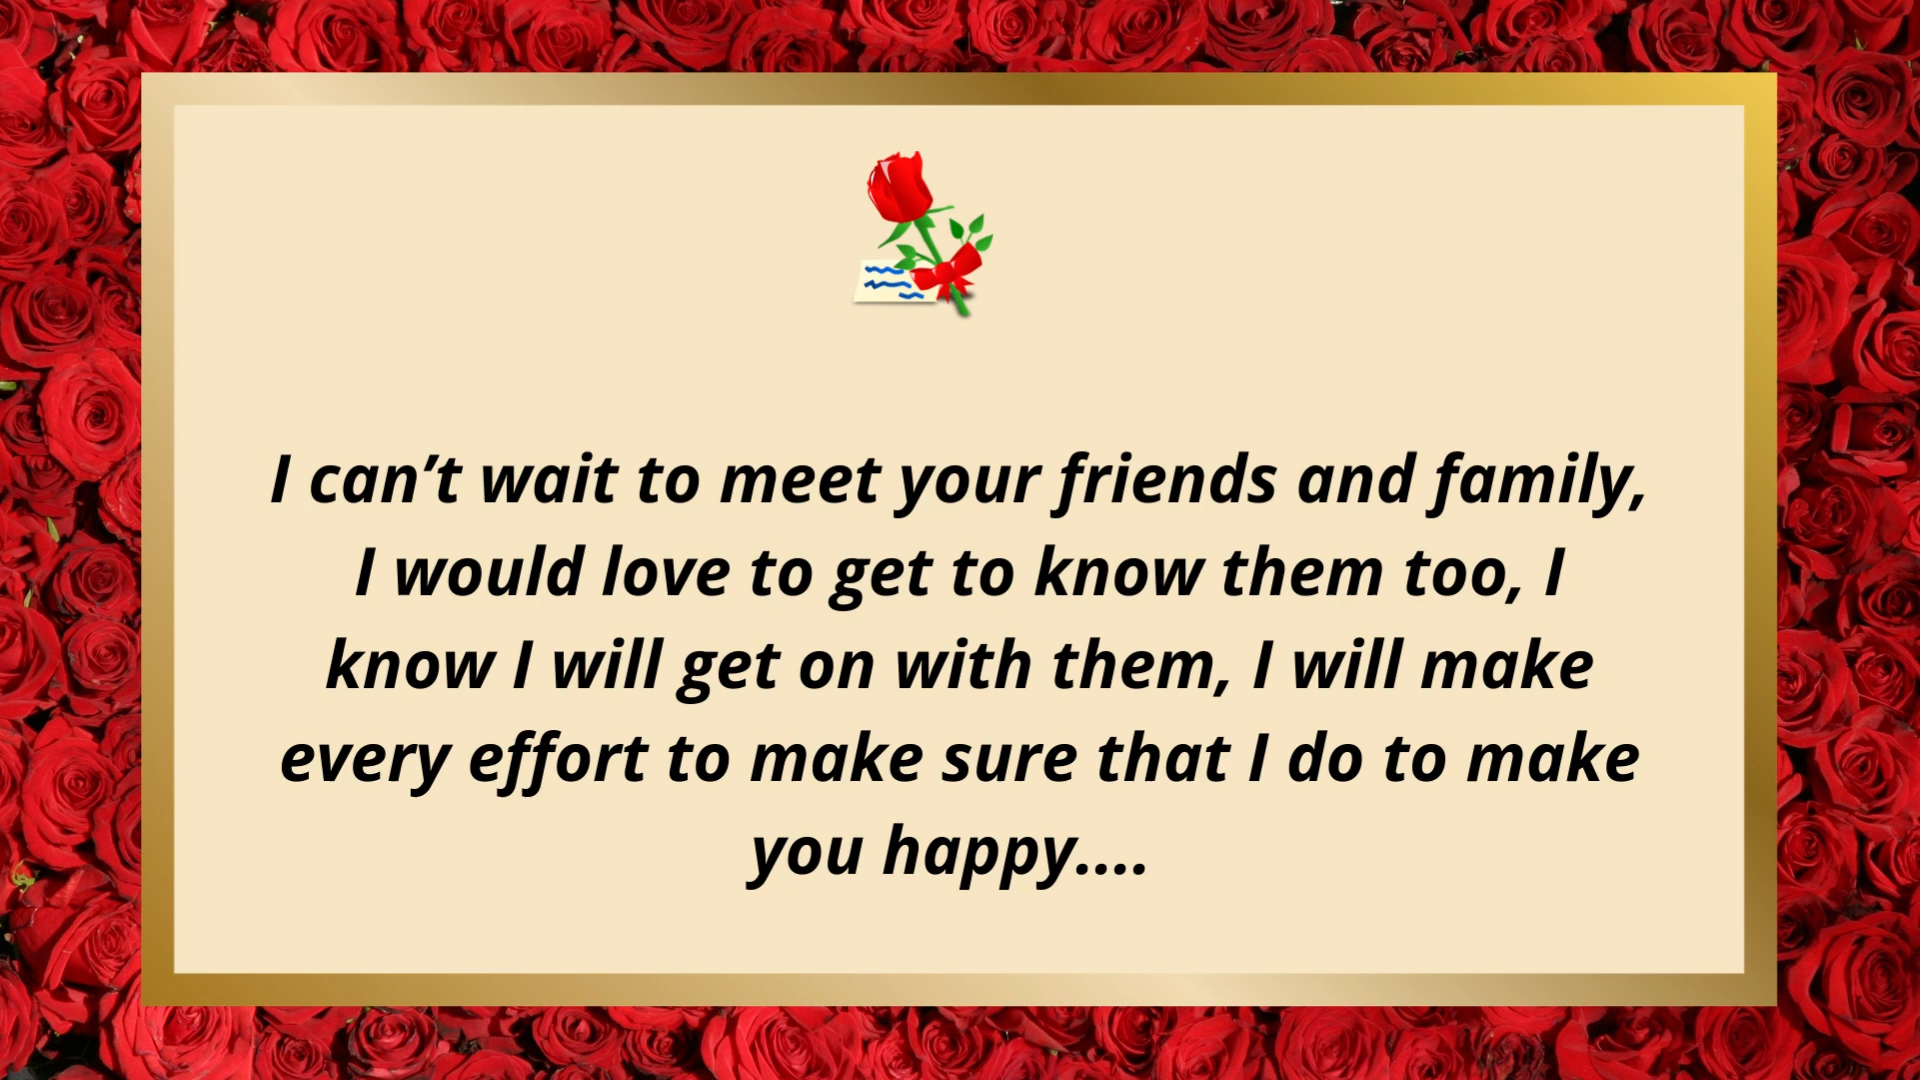 I can’t wait to meet your friends and family,
I would love to get to know them too, I
know I will get on with them, I will make
every effort to make sure that I do to make
you happy....